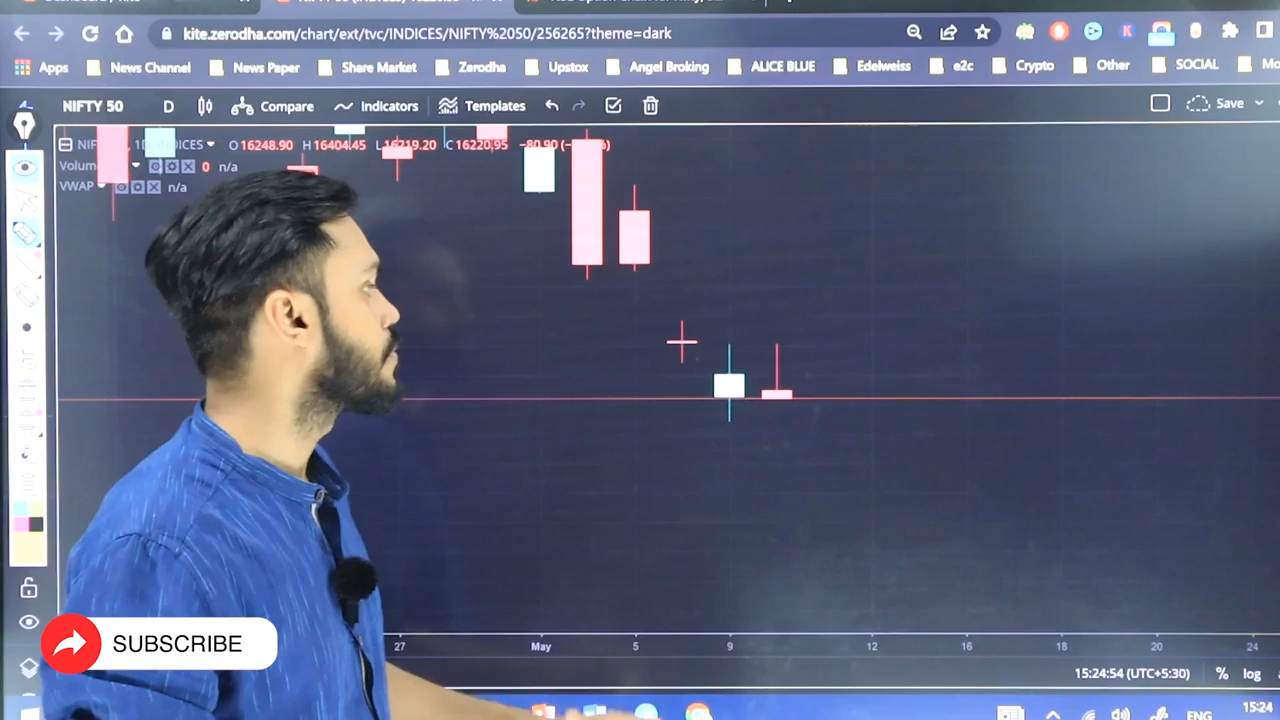 kite.zerodha.com/chart/ext/tvc/INDICES/NIFTY%2050/256265?theme=dark
Apps News Channel News Paper Share Market Zerodha Upstox Angel Broking ALICE BLUE Edelweiss e2c Crypto Other SOCIAL Mo
NIFTY 50 D Compare Indicators Templates Save
O 16248.90 H 16404.45 L 16219.20 C 16220.95 −80.90
Volum 0 n/a
VWAP n/a
27 May 5 9 12 16 18 20 24
15:24:54 (UTC+5:30) % log
SUBSCRIBE
ENG 15:24